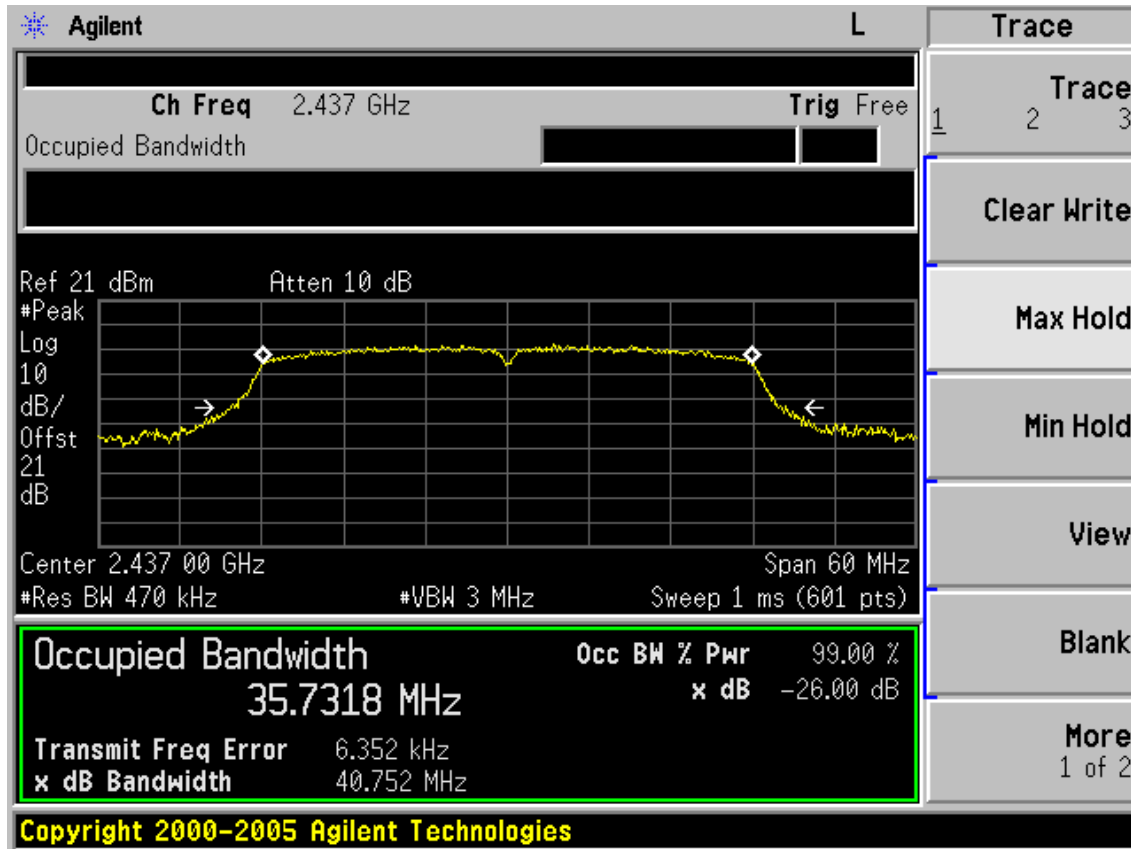 Agilent L Trace
Ch Freq 2.437 GHz Trig Free
Occupied Bandwidth
Trace
1 2 3
Clear Write
Max Hold
Min Hold
View
Blank
More
1 of 2
Ref 21 dBm Atten 10 dB
#Peak
Log
10
dB/
Offst
21
dB
Center 2.437 00 GHz Span 60 MHz
#Res BW 470 kHz #VBW 3 MHz Sweep 1 ms (601 pts)
Occupied Bandwidth Occ BW % Pwr 99.00 %
35.7318 MHz x dB -26.00 dB
Transmit Freq Error 6.352 kHz
x dB Bandwidth 40.752 MHz
Copyright 2000-2005 Agilent Technologies